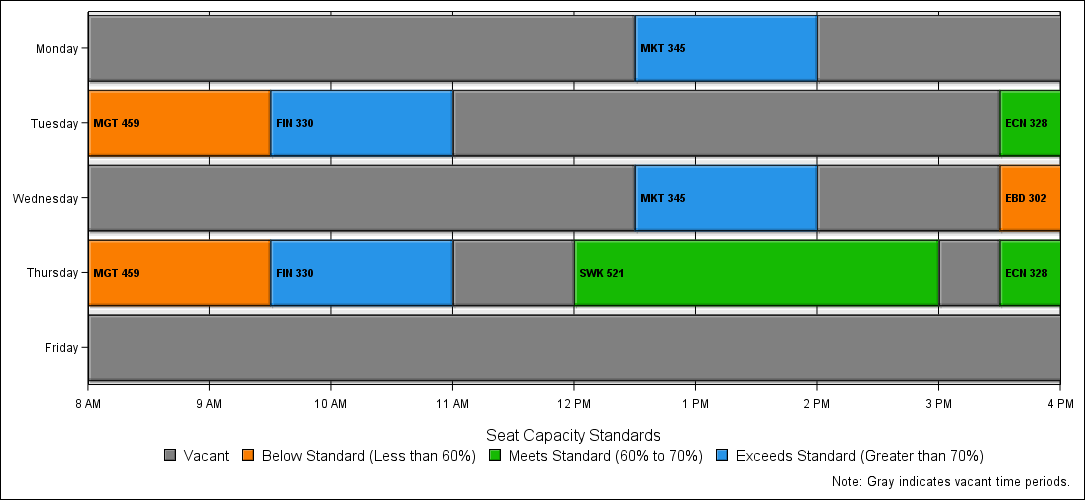 Monday
MKT 345
Tuesday
MGT 459
FIN 330
ECN 328
Wednesday
MKT 345
EBD 302
Thursday
MGT 459
FIN 330
SWK 521
ECN 328
Friday
8 AM 9 AM 10 AM 11 AM 12 PM 1 PM 2 PM 3 PM 4 PM
Seat Capacity Standards
Vacant Below Standard (Less than 60%) Meets Standard (60% to 70%) Exceeds Standard (Greater than 70%)
Note: Gray indicates vacant time periods.